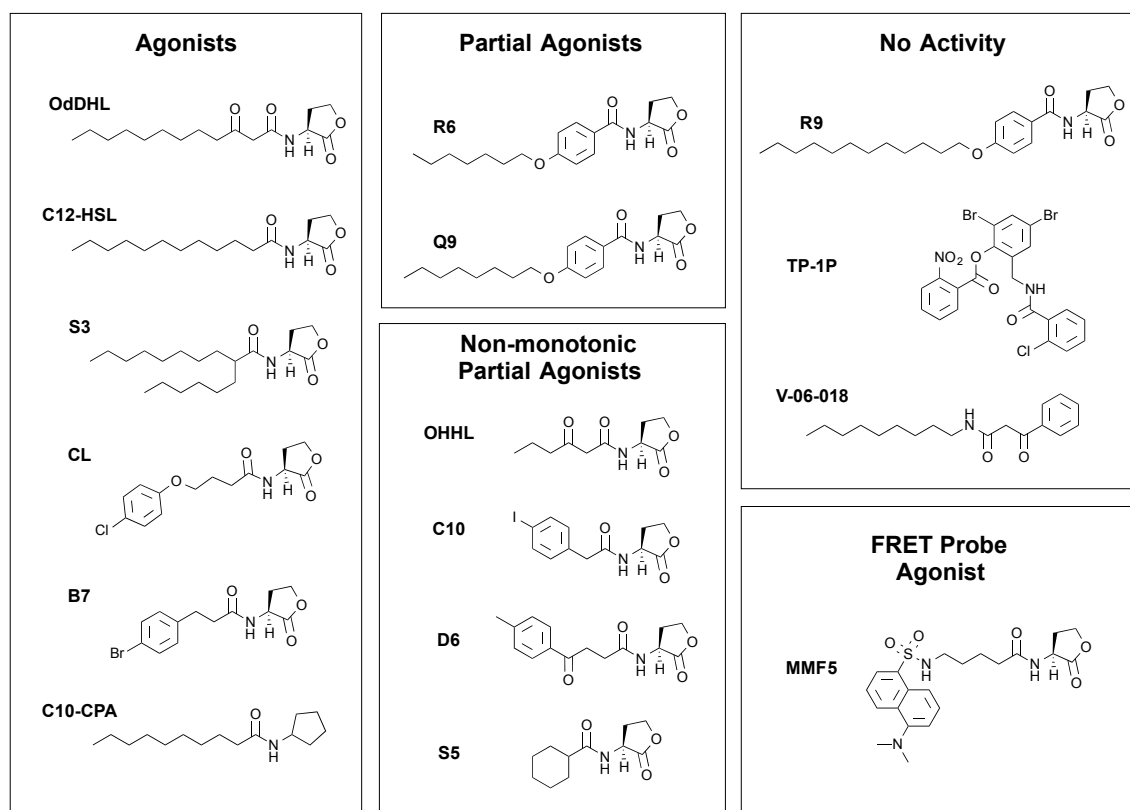 Agonists
OdDHL
C12-HSL
S3
CL
B7
C10-CPA
Partial Agonists
R6
Q9
Non-monotonic
Partial Agonists
OHHL
C10
D6
S5
No Activity
R9
TP-1P
V-06-018
FRET Probe
Agonist
MMF5
O
O
N
H
H
O
O
O
N
H
H
O
O
O
N
H
H
O
O
O
O
N
H
H
O
O
Cl
O
N
H
H
O
O
Br
O
N
H
O
O
N
H
H
O
O
O
O
N
H
H
O
O
O
O
N
H
H
O
O
I
O
N
H
H
O
O
O
O
N
H
H
O
O
O
N
H
H
O
O
O
O
N
H
H
O
O
Br
Br
NO2
O
O
NH
O
Cl
H
N
O
O
O
O
S
N
H
O
N
H
H
O
O
N